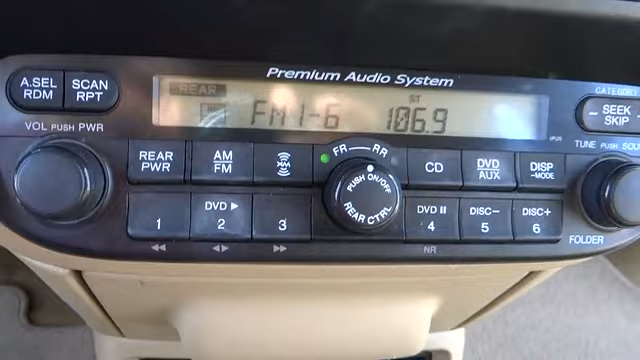 Premium Audio System
A.SEL RDM
SCAN RPT
VOL PUSH PWR
REAR
FM1-6 ST 106.9
CATEGORY
SEEK SKIP
TUNE PUSH SOU
REAR PWR
AM FM
FR RR
PUSH ON/OFF
REAR CTRL
CD
DVD AUX
DISP -MODE
1
DVD ▶ 2
3
DVD II 4
DISC− 5
DISC+ 6
NR
FOLDER